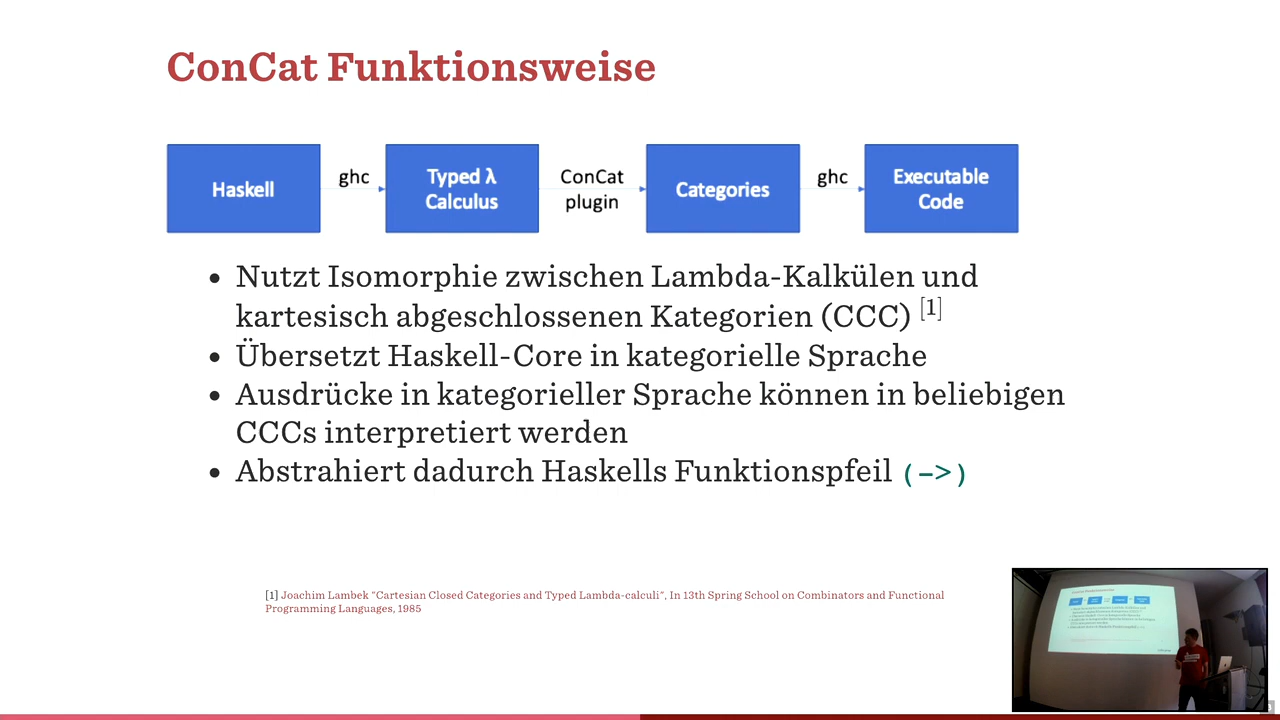 ConCat Funktionsweise
Haskell
ghc
Typed λ
Calculus
ConCat
plugin
Categories
ghc
Executable
Code
• Nutzt Isomorphie zwischen Lambda-Kalkülen und
kartesisch abgeschlossenen Kategorien (CCC) [1]
• Übersetzt Haskell-Core in kategorielle Sprache
• Ausdrücke in kategorieller Sprache können in beliebigen
CCCs interpretiert werden
• Abstrahiert dadurch Haskells Funktionspfeil (->)
[1] Joachim Lambek "Cartesian Closed Categories and Typed Lambda-calculi", In 13th Spring School on Combinators and Functional
Programming Languages, 1985